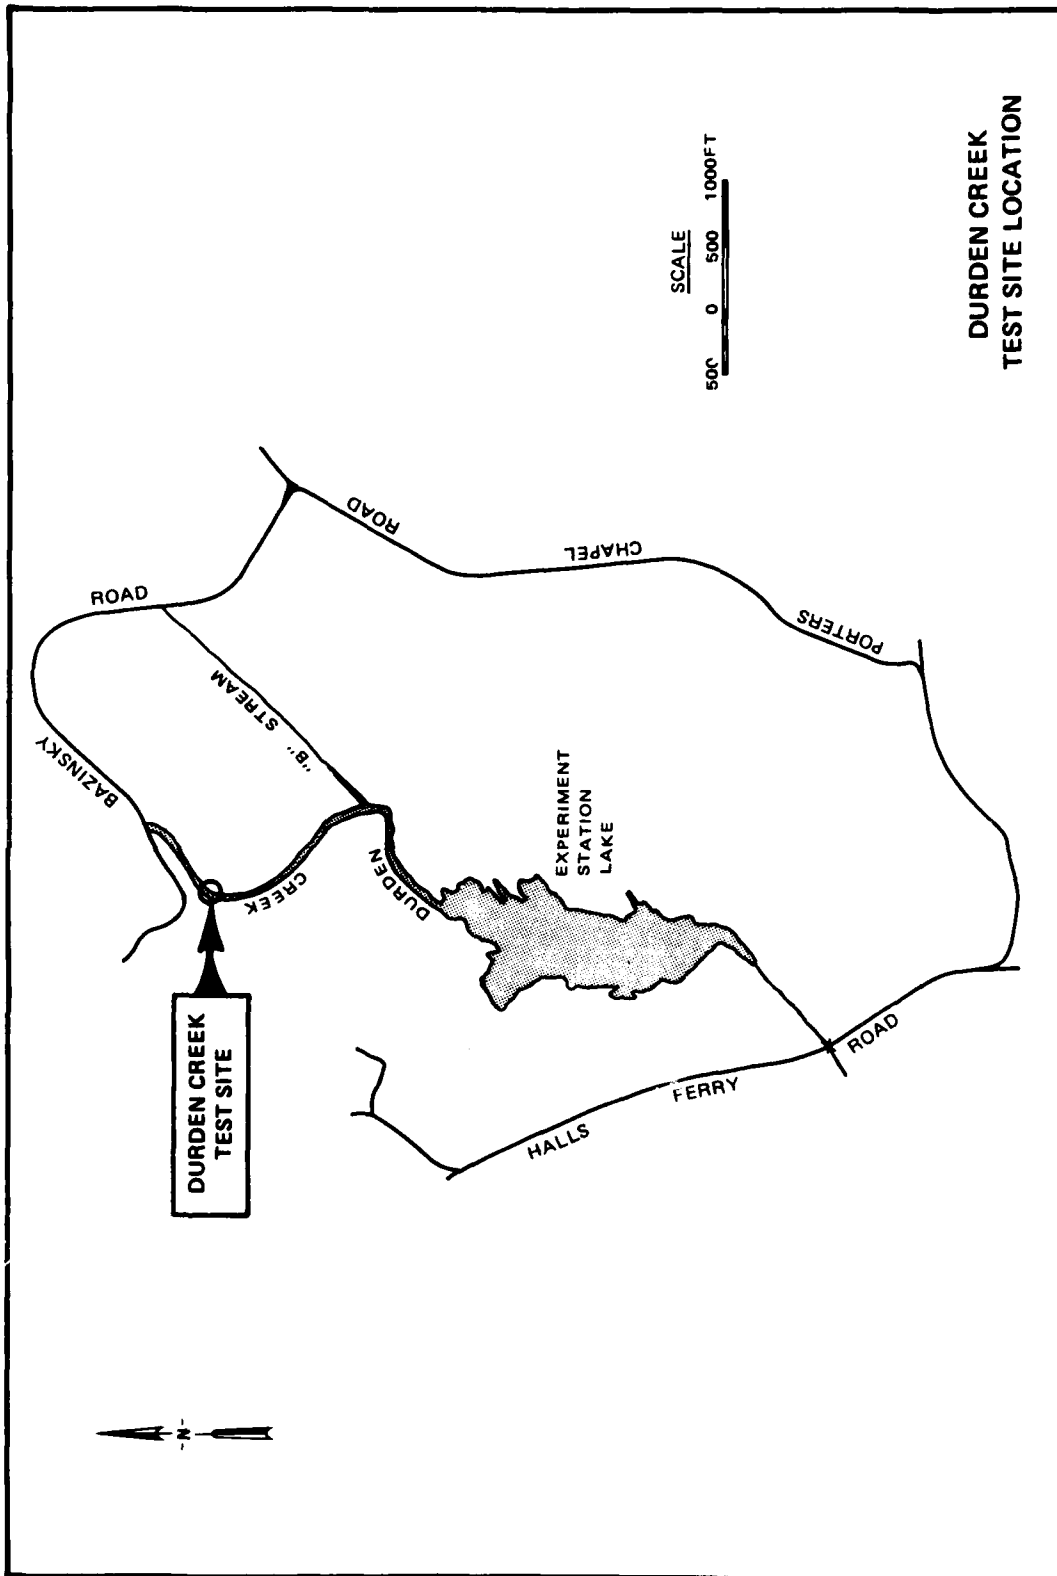 BAZINSKY
ROAD
STREAM
"B"
CREEK
DURDEN
DURDEN CREEK
TEST SITE
-N-
EXPERIMENT
STATION
LAKE
ROAD
CHAPEL
PORTERS
HALLS
FERRY
ROAD
SCALE
500 0 500 1000FT
DURDEN CREEK
TEST SITE LOCATION